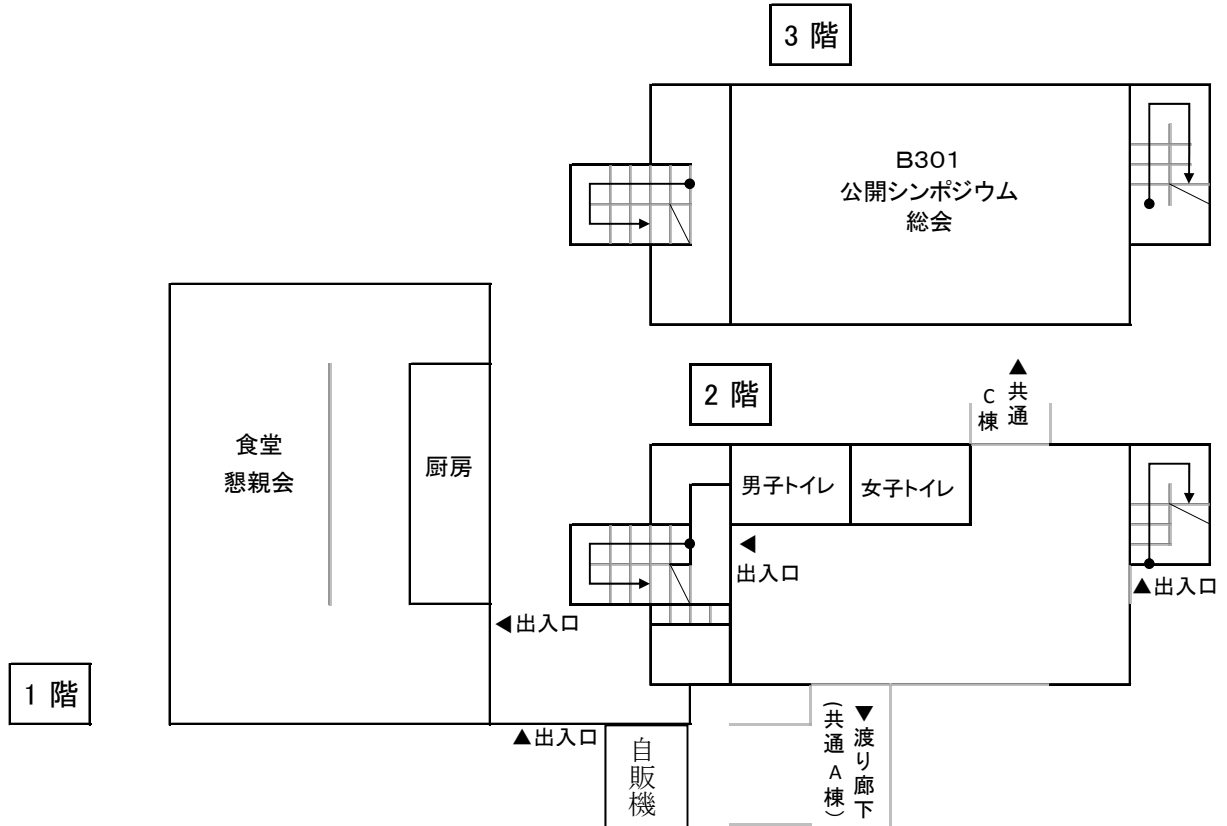 3 階
B301
公開シンポジウム
総会
2 階
▲共通
C棟
食堂
懇親会
厨房
男子トイレ
女子トイレ
◀
出入口
▲出入口
◀出入口
1 階
▲出入口
自販機
▼渡り廊下
(共通A棟)